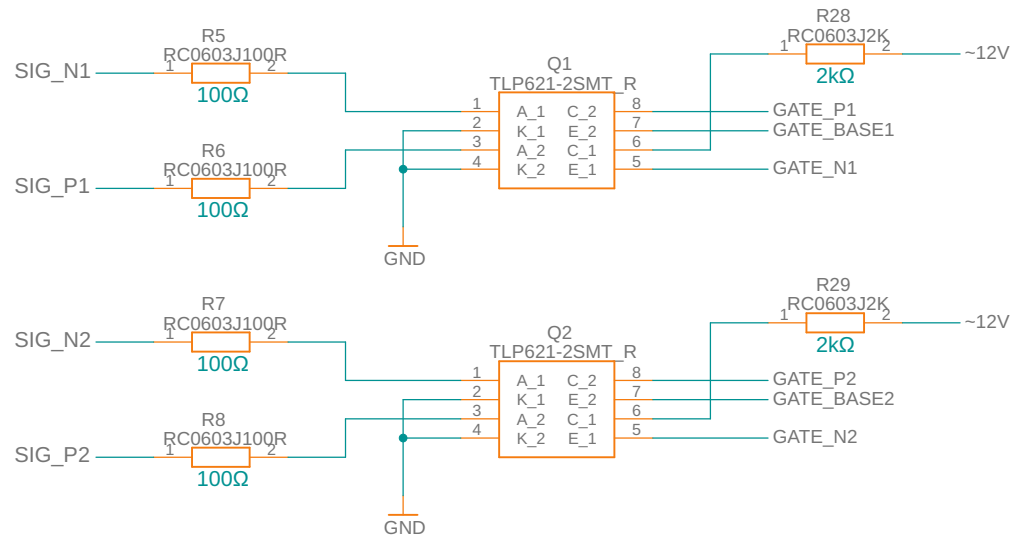 R5
RC0603J100R
SIG_N1
1
2
100Ω
R6
RC0603J100R
SIG_P1
1
2
100Ω
GND
Q1
TLP621-2SMT_R
1
2
3
4
A_1
K_1
A_2
K_2
C_2
E_2
C_1
E_1
8
7
6
5
R28
RC0603J2K
1
2
2kΩ
~12V
GATE_P1
GATE_BASE1
GATE_N1
R7
RC0603J100R
SIG_N2
1
2
100Ω
R8
RC0603J100R
SIG_P2
1
2
100Ω
GND
Q2
TLP621-2SMT_R
1
2
3
4
A_1
K_1
A_2
K_2
C_2
E_2
C_1
E_1
8
7
6
5
R29
RC0603J2K
1
2
2kΩ
~12V
GATE_P2
GATE_BASE2
GATE_N2